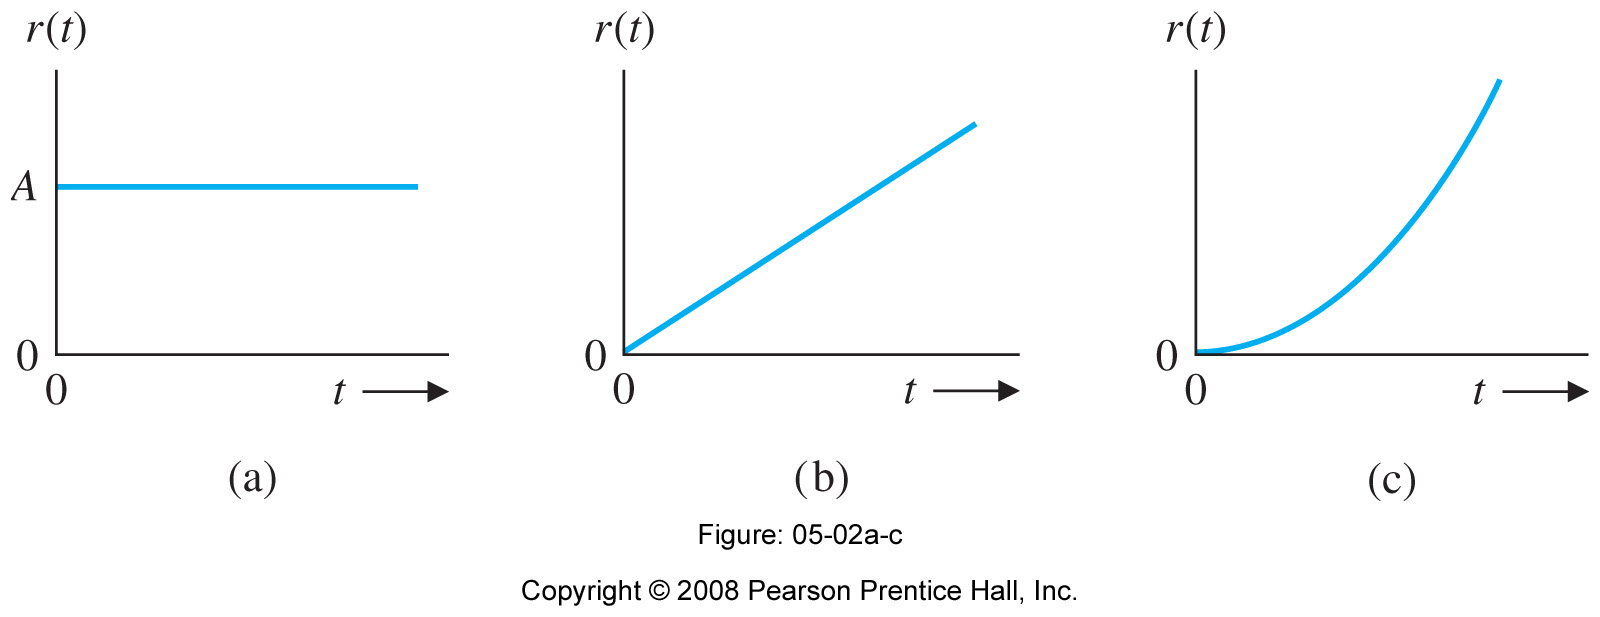 r(t) r(t) r(t)
A
0 0 0
0 t 0 t 0 t
(a) (b) (c)
Figure: 05-02a-c
Copyright © 2008 Pearson Prentice Hall, Inc.